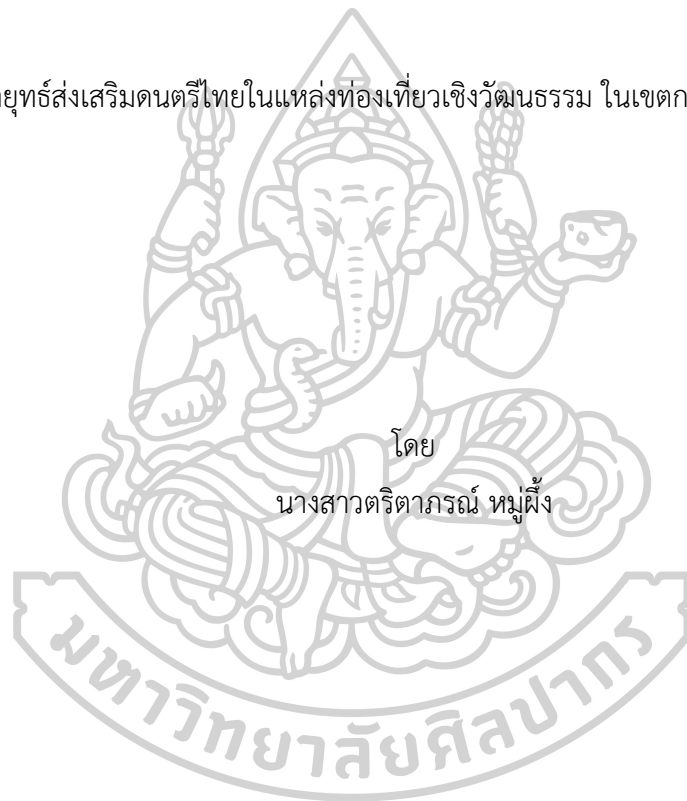 ยุทธ์ส่งเสริมดนตรีไทยในแหล่งท่องเที่ยวเชิงวัฒนธรรม ในเขตก
โดย
นางสาวตริตาภรณ์ หมู่ผึ้ง
มหาวิทยาลัยศิลปากร